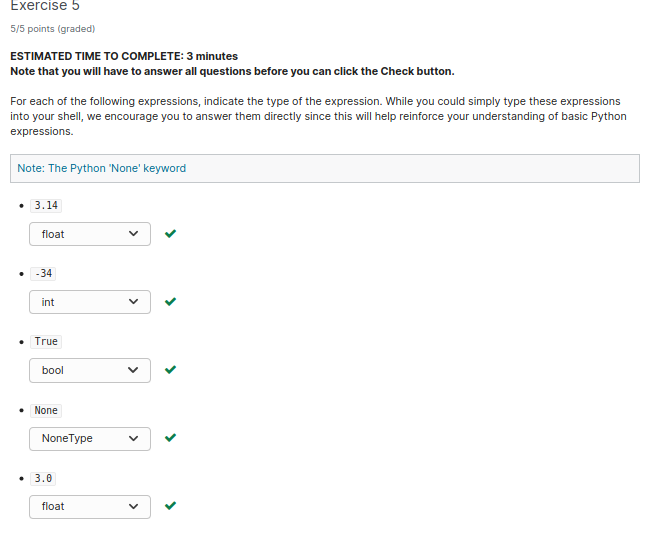 Exercise 5
5/5 points (graded)
ESTIMATED TIME TO COMPLETE: 3 minutes
Note that you will have to answer all questions before you can click the Check button.
For each of the following expressions, indicate the type of the expression. While you could simply type these expressions
into your shell, we encourage you to answer them directly since this will help reinforce your understanding of basic Python
expressions.
Note: The Python 'None' keyword
3.14
float
-34
int
True
bool
None
NoneType
3.0
float